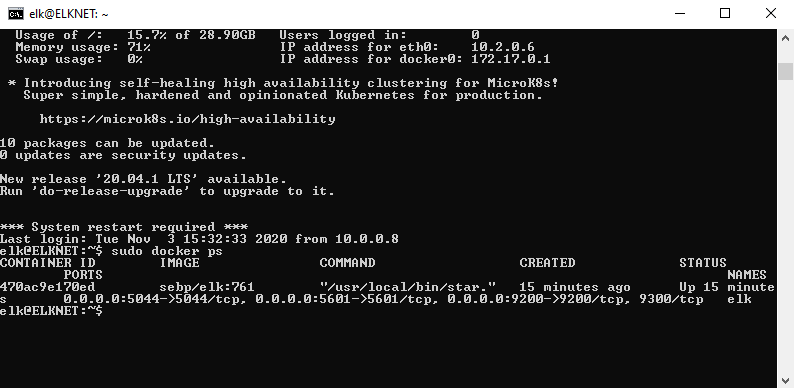 elk@ELKNET: ~
Usage of /: 15.7% of 28.90GB Users logged in: 0
Memory usage: 71% IP address for eth0: 10.2.0.6
Swap usage: 0% IP address for docker0: 172.17.0.1
* Introducing self-healing high availability clustering for MicroK8s!
Super simple, hardened and opinionated Kubernetes for production.
https://microk8s.io/high-availability
10 packages can be updated.
0 updates are security updates.
New release '20.04.1 LTS' available.
Run 'do-release-upgrade' to upgrade to it.
*** System restart required ***
Last login: Tue Nov 3 15:32:33 2020 from 10.0.0.8
elk@ELKNET:~$ sudo docker ps
CONTAINER ID IMAGE COMMAND CREATED STATUS
PORTS NAMES
470ac9e170ed sebp/elk:761 "/usr/local/bin/star…" 15 minutes ago Up 15 minute
s 0.0.0.0:5044->5044/tcp, 0.0.0.0:5601->5601/tcp, 0.0.0.0:9200->9200/tcp, 9300/tcp elk
elk@ELKNET:~$